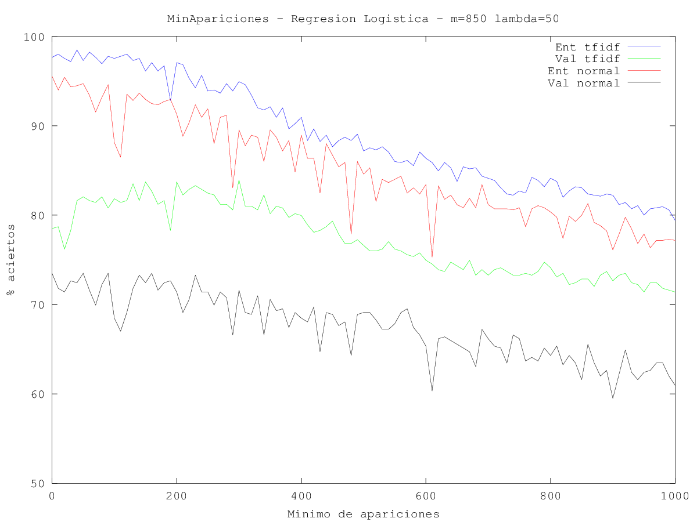 MinApariciones - Regresion Logistica - m=850 lambda=50
100
90
80
70
60
50
% aciertos
Ent tfidf
Val tfidf
Ent normal
Val normal
0
200
400
600
800
1000
Minimo de apariciones